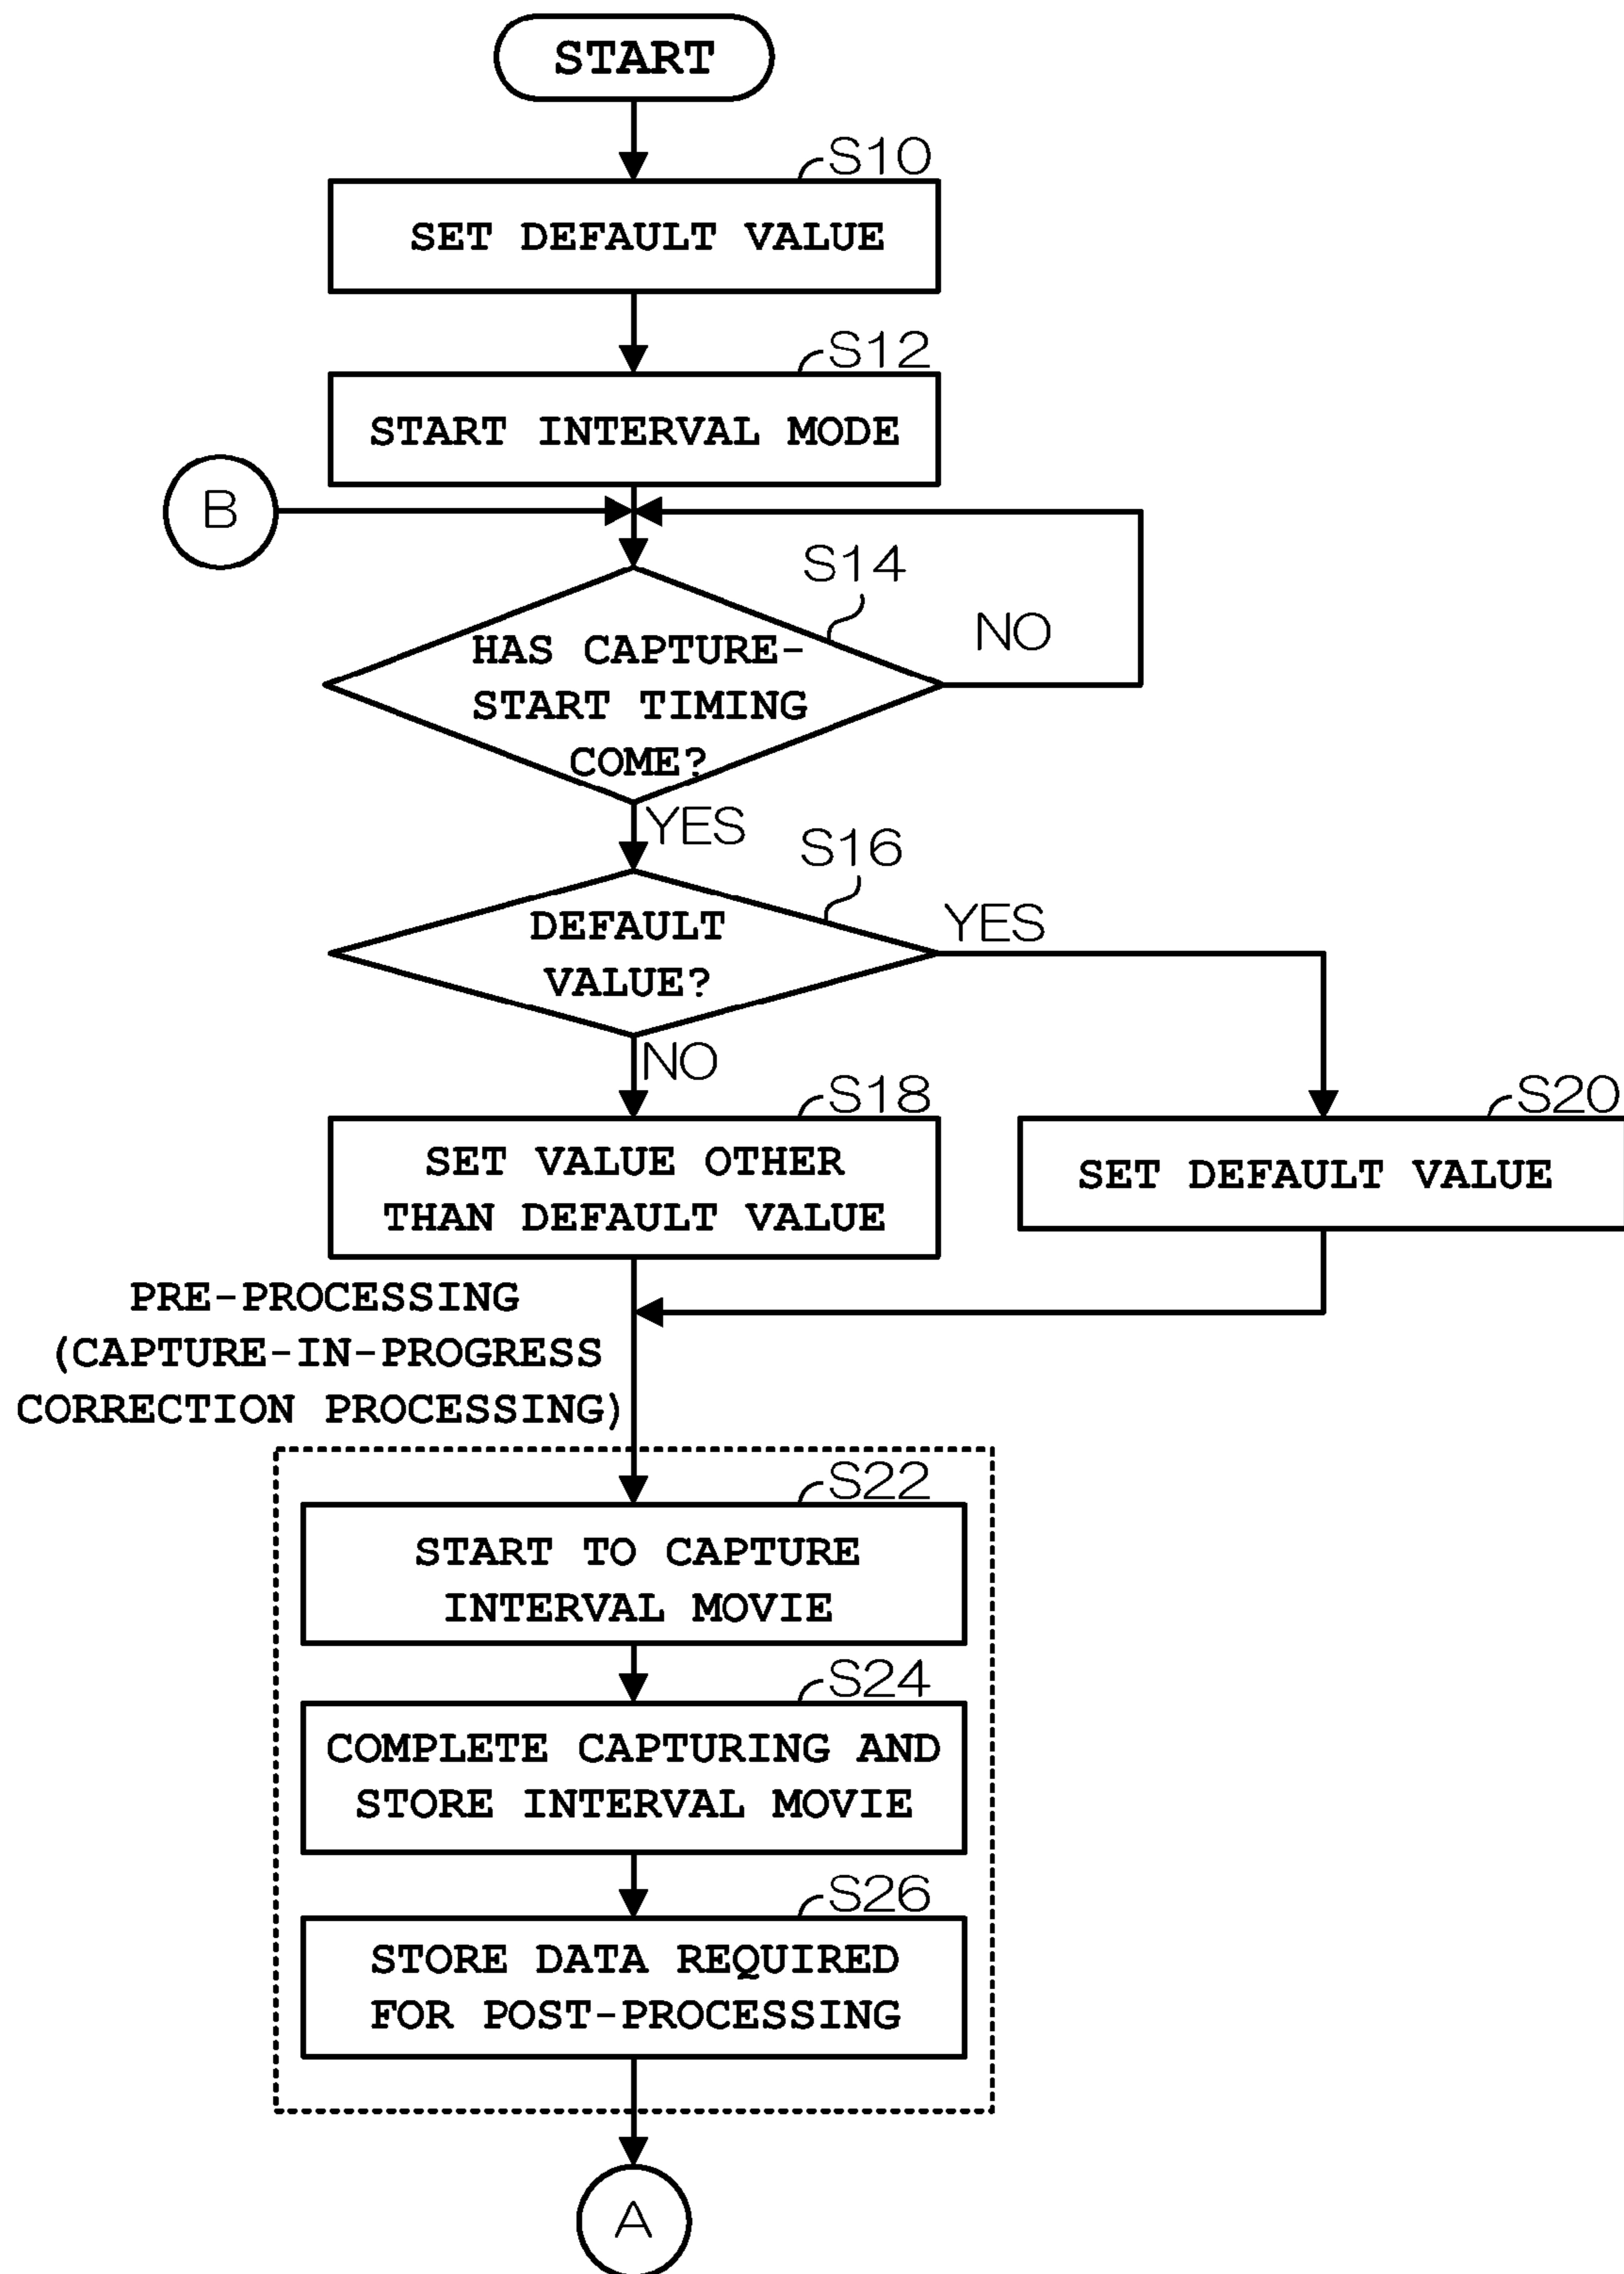 START
S10
SET DEFAULT VALUE
S12
START INTERVAL MODE
B
S14
NO
HAS CAPTURE-
START TIMING
COME?
YES
S16
YES
DEFAULT
VALUE?
NO
S18
SET VALUE OTHER
THAN DEFAULT VALUE
S20
SET DEFAULT VALUE
PRE-PROCESSING
(CAPTURE-IN-PROGRESS
CORRECTION PROCESSING)
S22
START TO CAPTURE
INTERVAL MOVIE
S24
COMPLETE CAPTURING AND
STORE INTERVAL MOVIE
S26
STORE DATA REQUIRED
FOR POST-PROCESSING
A